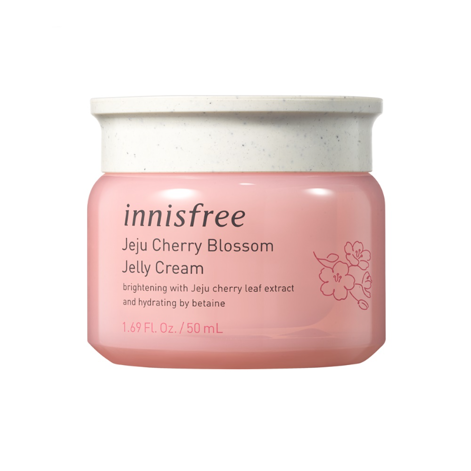 innisfree
Jeju Cherry Blossom
Jelly Cream
brightening with Jeju cherry leaf extract
and hydrating by betaine
1.69 Fl. Oz. / 50 mL